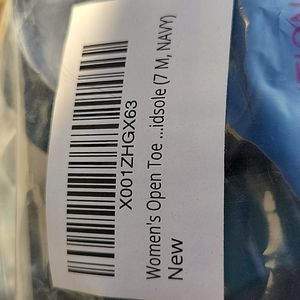 X001ZHGX63
Women's Open Toe ...idsole (7 M, NAVY)
New